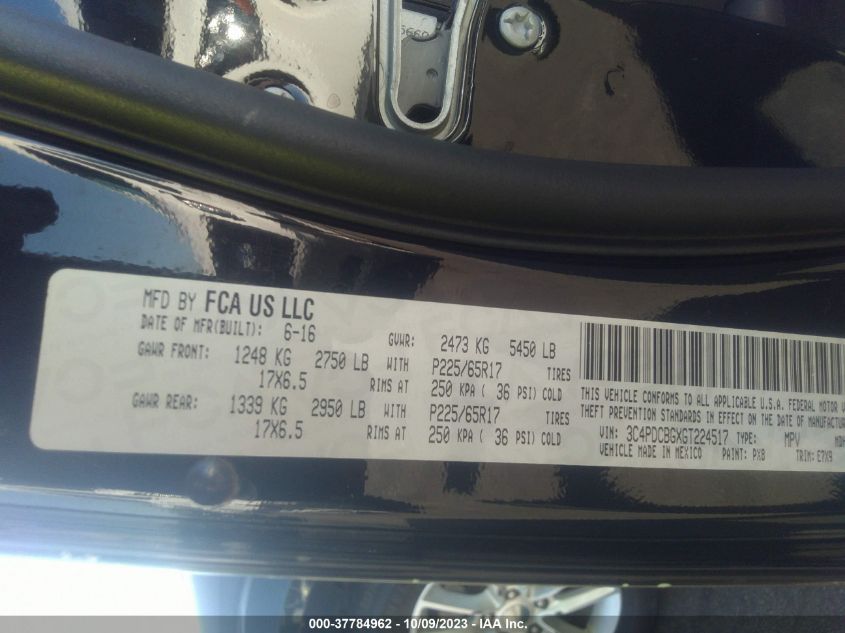 5660
MFD BY FCA US LLC
DATE OF MFR(BUILT): 6-16 GVWR: 2473 KG 5450 LB
GAWR FRONT: 1248 KG 2750 LB WITH P225/65R17 TIRES
17X6.5 RIMS AT 250 KPA ( 36 PSI) COLD
GAWR REAR: 1339 KG 2950 LB WITH P225/65R17 TIRES
17X6.5 RIMS AT 250 KPA ( 36 PSI) COLD
THIS VEHICLE CONFORMS TO ALL APPLICABLE U.S.A. FEDERAL MOTOR
THEFT PREVENTION STANDARDS IN EFFECT ON THE DATE OF MANUFACTUR
VIN: 3C4PDCBGXGT224517 TYPE: MPV
VEHICLE MADE IN MEXICO PAINT: PX8 TRIM: E7X9
000-37784962 - 10/09/2023 - IAA Inc.